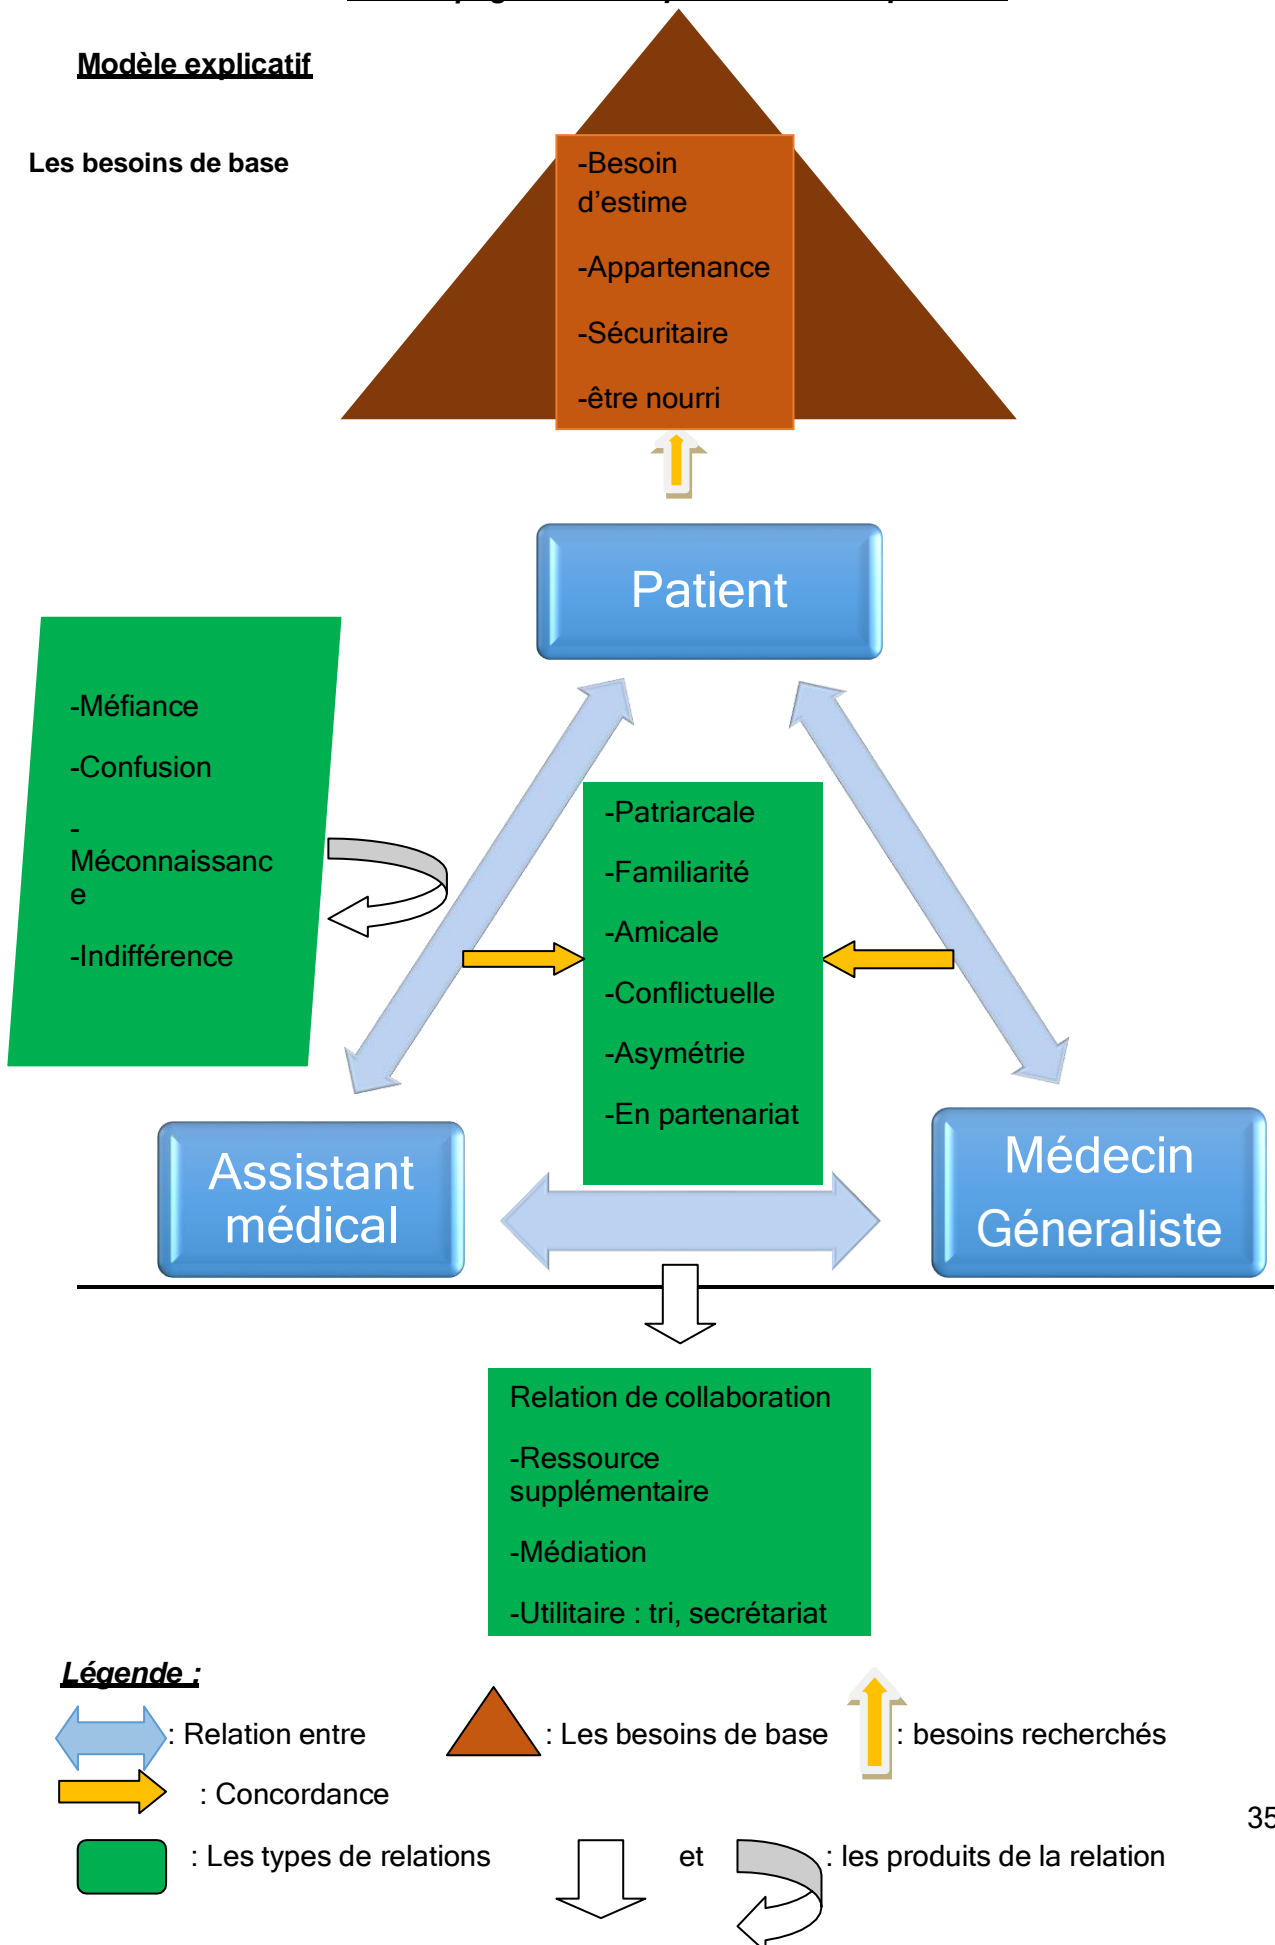 Modèle explicatif
Les besoins de base
-Besoin
d’estime
-Appartenance
-Sécuritaire
-être nourri
Patient
-Méfiance
-Confusion
-
Méconnaissanc
e
-Indifférence
-Patriarcale
-Familiarité
-Amicale
-Conflictuelle
-Asymétrie
-En partenariat
Assistant
médical
Médecin
Géneraliste
Relation de collaboration
-Ressource
supplémentaire
-Médiation
-Utilitaire : tri, secrétariat
Légende :
: Relation entre
: Les besoins de base
: besoins recherchés
: Concordance
35
: Les types de relations
et
: les produits de la relation